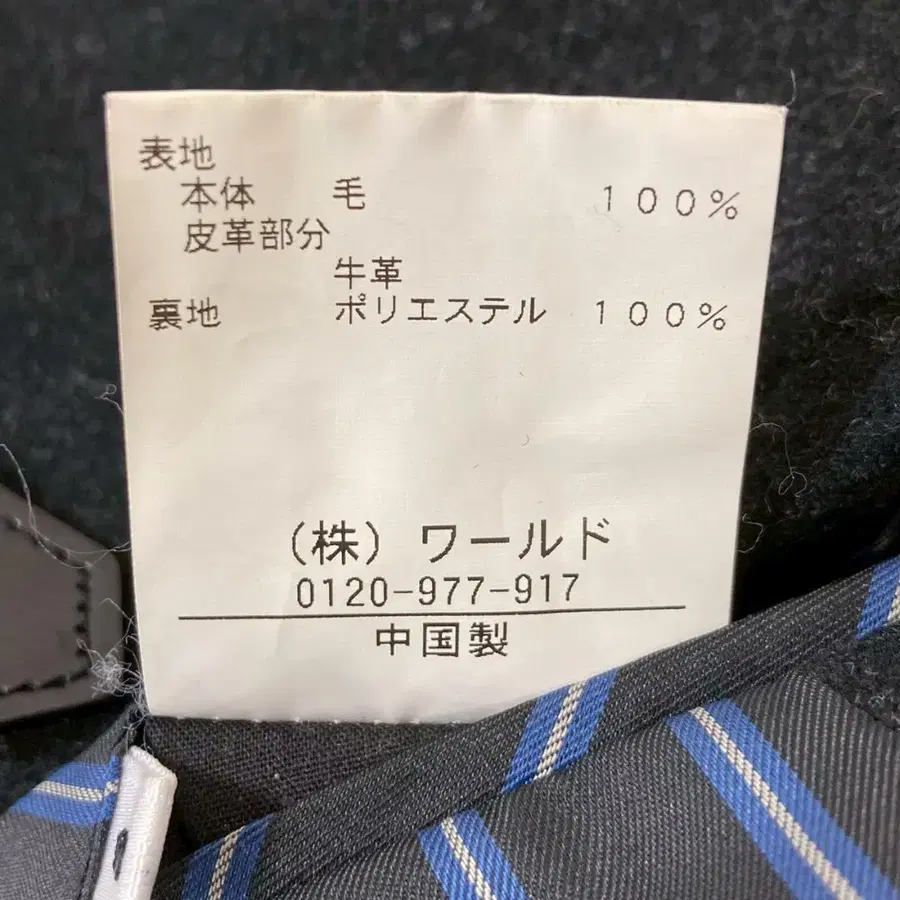 表地
本体 毛 １００％
皮革部分
牛革
裏地 ポリエステル １００％
（株）ワールド
0120-977-917
中国製